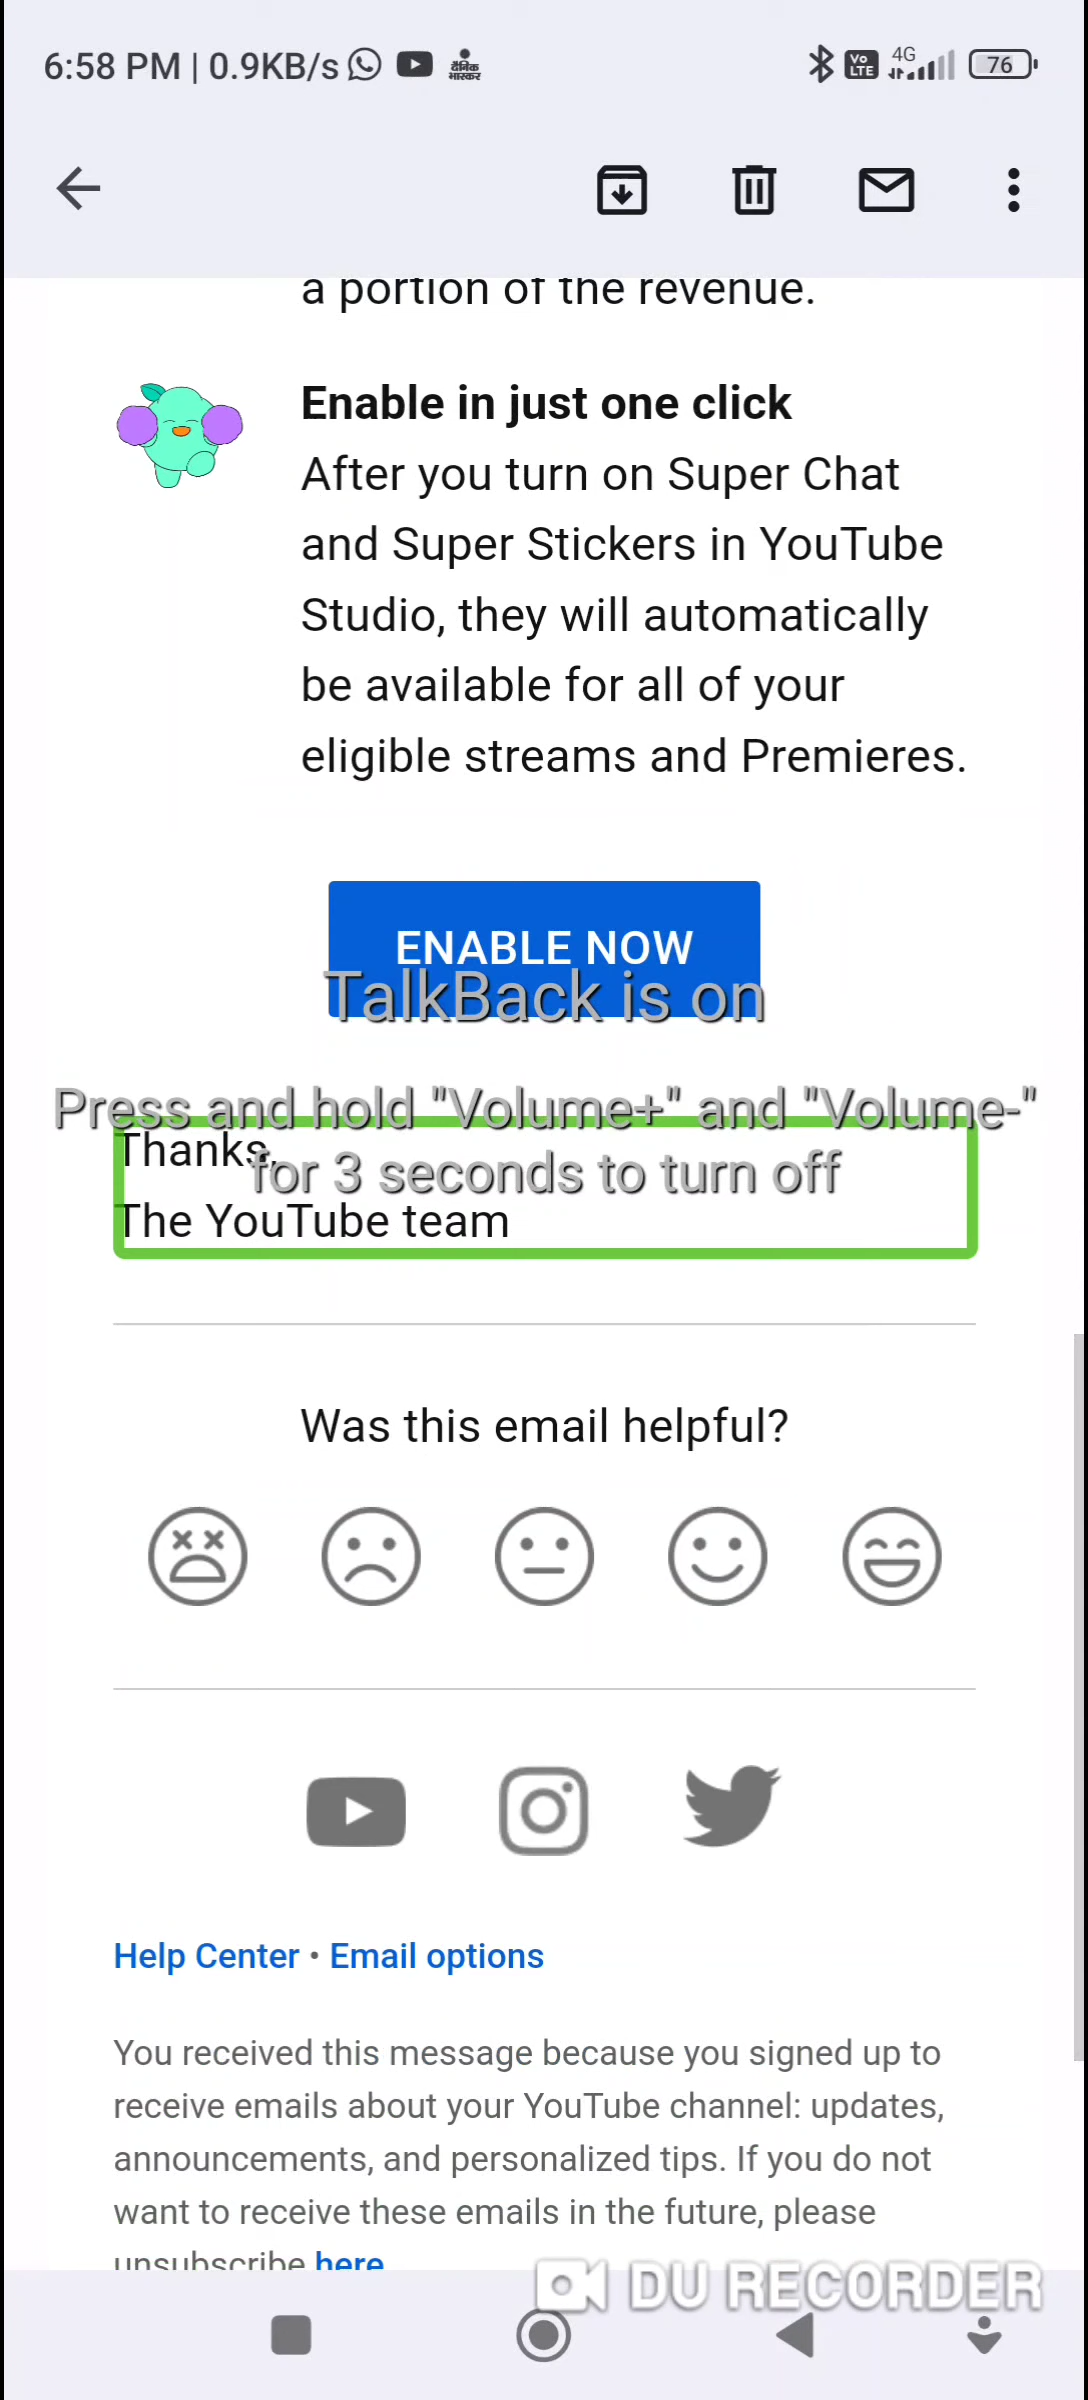 6:58 PM | 0.9KB/s दैनिक भास्कर Vo LTE 4G 76
a portion of the revenue.
Enable in just one click
After you turn on Super Chat
and Super Stickers in YouTube
Studio, they will automatically
be available for all of your
eligible streams and Premieres.
ENABLE NOW
TalkBack is on
Press and hold "Volume+" and "Volume-"
for 3 seconds to turn off
Thanks,
The YouTube team
Was this email helpful?
Help Center • Email options
You received this message because you signed up to
receive emails about your YouTube channel: updates,
announcements, and personalized tips. If you do not
want to receive these emails in the future, please
unsubscribe here
DU RECORDER